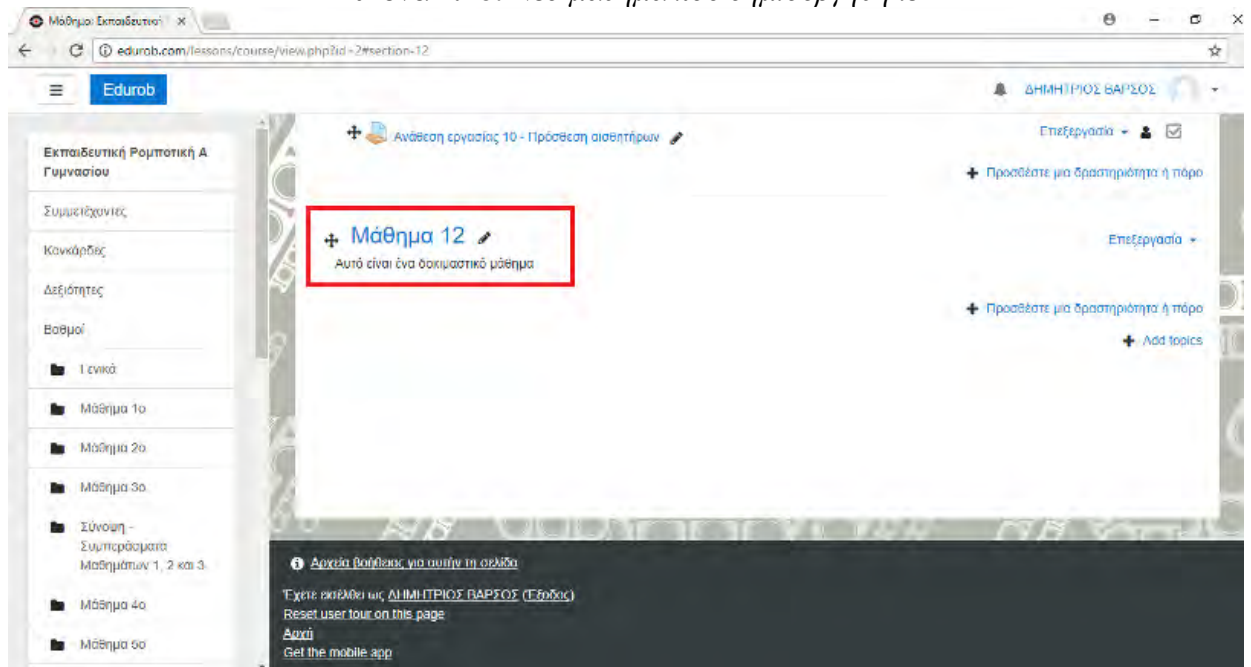 Μάθημα: Εκπαιδευτική
edurob.com/lessons/course/view.php?id=2#section-12
Edurob
ΔΗΜΗΤΡΙΟΣ ΒΑΡΣΟΣ
Εκπαιδευτική Ρομποτική Α
Γυμνασίου
Συμμετέχοντες
Κονκάρδες
Δεξιότητες
Βαθμοί
Γενικά
Μάθημα 1ο
Μάθημα 2ο
Μάθημα 3ο
Σύνοψη -
Συμπεράσματα
Μαθημάτων 1, 2 και 3
Μάθημα 4ο
Μάθημα 5ο
Ανάθεση εργασίας 10 - Πρόσθεση αισθητήρων
Επεξεργασία
Προσθέστε μια δραστηριότητα ή πόρο
Μάθημα 12
Επεξεργασία
Αυτό είναι ένα δοκιμαστικό μάθημα
Προσθέστε μια δραστηριότητα ή πόρο
Add topics
Αρχεία βοήθειας για αυτήν τη σελίδα
Έχετε εισέλθει ως ΔΗΜΗΤΡΙΟΣ ΒΑΡΣΟΣ (Έξοδος)
Reset user tour on this page
Αρχή
Get the mobile app